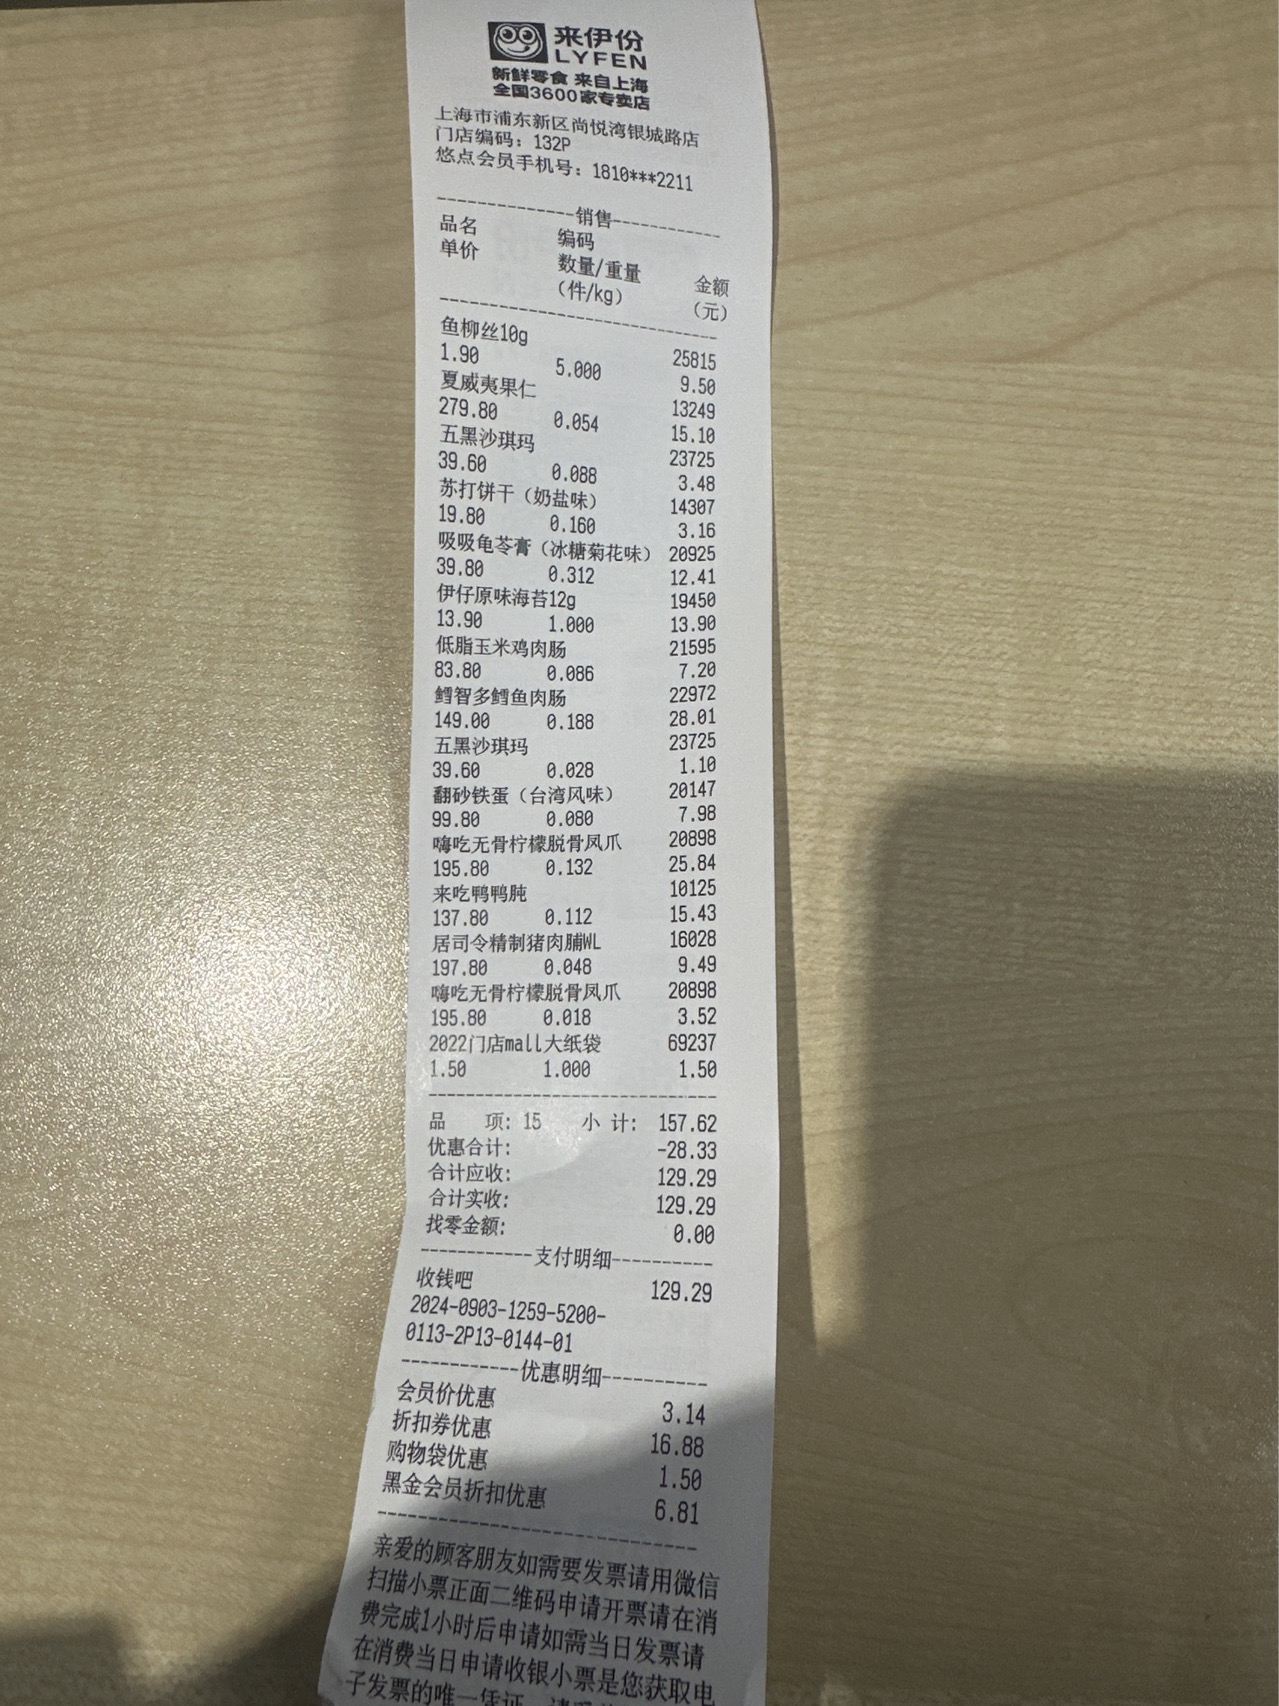 来伊份
LYFEN
新鲜零食 来自上海
全国3600家专卖店
上海市浦东新区尚悦湾银城路店
门店编码：132P
悠点会员手机号：1810***2211
------------销售------------
品名 编码
单价 数量/重量 金额
（件/kg） （元）
鱼柳丝10g 25815
1.90 5.000 9.50
夏威夷果仁 13249
279.80 0.054 15.10
五黑沙琪玛 23725
39.60 0.088 3.48
苏打饼干（奶盐味） 14307
19.80 0.160 3.16
吸吸龟苓膏（冰糖菊花味） 20925
39.80 0.312 12.41
伊仔原味海苔12g 19450
13.90 1.000 13.90
低脂玉米鸡肉肠 21595
83.80 0.086 7.20
鳕智多鳕鱼肉肠 22972
149.00 0.188 28.01
五黑沙琪玛 23725
39.60 0.028 1.10
翻砂铁蛋（台湾风味） 20147
99.80 0.080 7.98
嗨吃无骨柠檬脱骨凤爪 20898
195.80 0.132 25.84
来吃鸭鸭肫 10125
137.80 0.112 15.43
居司令精制猪肉脯WL 16028
197.80 0.048 9.49
嗨吃无骨柠檬脱骨凤爪 20898
195.80 0.018 3.52
2022门店mall大纸袋 69237
1.50 1.000 1.50
品 项: 15 小 计: 157.62
优惠合计: -28.33
合计应收: 129.29
合计实收: 129.29
找零金额: 0.00
------------支付明细------------
收钱吧 129.29
2024-0903-1259-5200-
0113-2P13-0144-01
------------优惠明细------------
会员价优惠 3.14
折扣券优惠 16.88
购物袋优惠 1.50
黑金会员折扣优惠 6.81
亲爱的顾客朋友如需要发票请用微信
扫描小票正面二维码申请开票请在消
费完成1小时后申请如需当日发票请
在消费当日申请收银小票是您获取电
子发票的唯一凭证